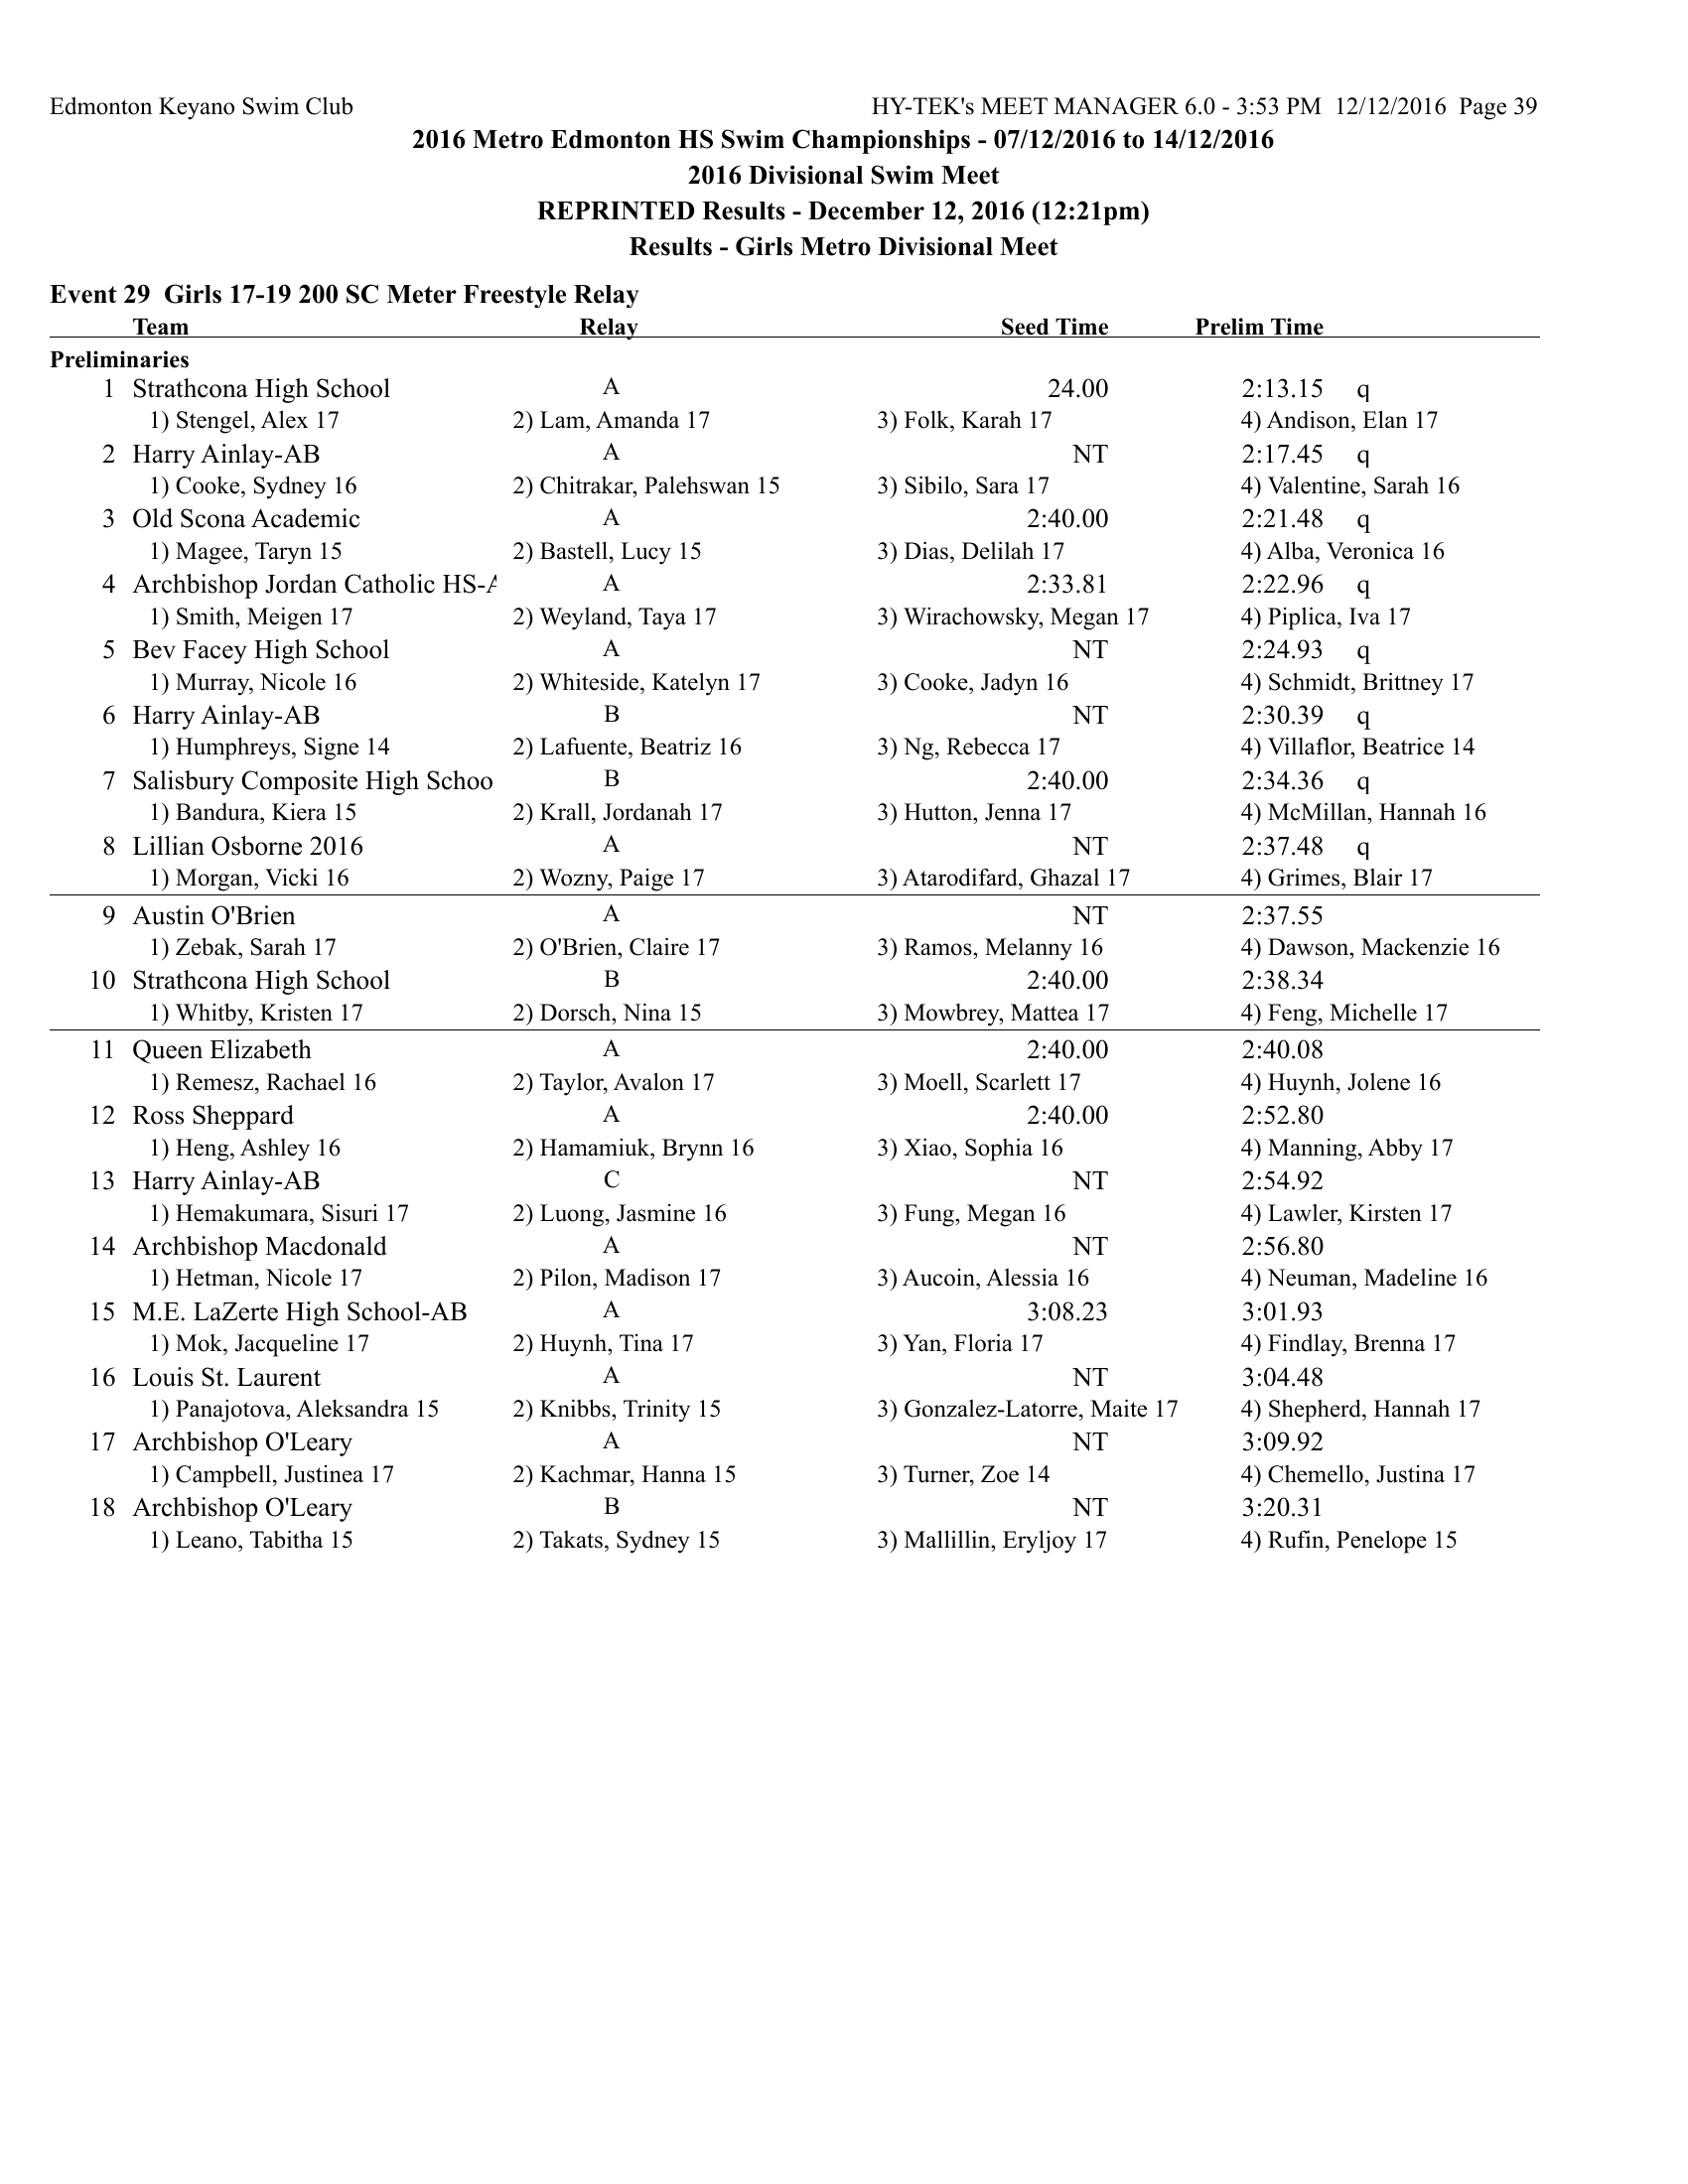 Edmonton Keyano Swim Club HY-TEK's MEET MANAGER 6.0 - 3:53 PM 12/12/2016 Page 39
2016 Metro Edmonton HS Swim Championships - 07/12/2016 to 14/12/2016
2016 Divisional Swim Meet
REPRINTED Results - December 12, 2016 (12:21pm)
Results - Girls Metro Divisional Meet
Event 29 Girls 17-19 200 SC Meter Freestyle Relay
Team Relay Seed Time Prelim Time
Preliminaries
1 Strathcona High School A 24.00 2:13.15 q
1) Stengel, Alex 17 2) Lam, Amanda 17 3) Folk, Karah 17 4) Andison, Elan 17
2 Harry Ainlay-AB A NT 2:17.45 q
1) Cooke, Sydney 16 2) Chitrakar, Palehswan 15 3) Sibilo, Sara 17 4) Valentine, Sarah 16
3 Old Scona Academic A 2:40.00 2:21.48 q
1) Magee, Taryn 15 2) Bastell, Lucy 15 3) Dias, Delilah 17 4) Alba, Veronica 16
4 Archbishop Jordan Catholic HS-A A 2:33.81 2:22.96 q
1) Smith, Meigen 17 2) Weyland, Taya 17 3) Wirachowsky, Megan 17 4) Piplica, Iva 17
5 Bev Facey High School A NT 2:24.93 q
1) Murray, Nicole 16 2) Whiteside, Katelyn 17 3) Cooke, Jadyn 16 4) Schmidt, Brittney 17
6 Harry Ainlay-AB B NT 2:30.39 q
1) Humphreys, Signe 14 2) Lafuente, Beatriz 16 3) Ng, Rebecca 17 4) Villaflor, Beatrice 14
7 Salisbury Composite High Schoo B 2:40.00 2:34.36 q
1) Bandura, Kiera 15 2) Krall, Jordanah 17 3) Hutton, Jenna 17 4) McMillan, Hannah 16
8 Lillian Osborne 2016 A NT 2:37.48 q
1) Morgan, Vicki 16 2) Wozny, Paige 17 3) Atarodifard, Ghazal 17 4) Grimes, Blair 17
9 Austin O'Brien A NT 2:37.55
1) Zebak, Sarah 17 2) O'Brien, Claire 17 3) Ramos, Melanny 16 4) Dawson, Mackenzie 16
10 Strathcona High School B 2:40.00 2:38.34
1) Whitby, Kristen 17 2) Dorsch, Nina 15 3) Mowbrey, Mattea 17 4) Feng, Michelle 17
11 Queen Elizabeth A 2:40.00 2:40.08
1) Remesz, Rachael 16 2) Taylor, Avalon 17 3) Moell, Scarlett 17 4) Huynh, Jolene 16
12 Ross Sheppard A 2:40.00 2:52.80
1) Heng, Ashley 16 2) Hamamiuk, Brynn 16 3) Xiao, Sophia 16 4) Manning, Abby 17
13 Harry Ainlay-AB C NT 2:54.92
1) Hemakumara, Sisuri 17 2) Luong, Jasmine 16 3) Fung, Megan 16 4) Lawler, Kirsten 17
14 Archbishop Macdonald A NT 2:56.80
1) Hetman, Nicole 17 2) Pilon, Madison 17 3) Aucoin, Alessia 16 4) Neuman, Madeline 16
15 M.E. LaZerte High School-AB A 3:08.23 3:01.93
1) Mok, Jacqueline 17 2) Huynh, Tina 17 3) Yan, Floria 17 4) Findlay, Brenna 17
16 Louis St. Laurent A NT 3:04.48
1) Panajotova, Aleksandra 15 2) Knibbs, Trinity 15 3) Gonzalez-Latorre, Maite 17 4) Shepherd, Hannah 17
17 Archbishop O'Leary A NT 3:09.92
1) Campbell, Justinea 17 2) Kachmar, Hanna 15 3) Turner, Zoe 14 4) Chemello, Justina 17
18 Archbishop O'Leary B NT 3:20.31
1) Leano, Tabitha 15 2) Takats, Sydney 15 3) Mallillin, Eryljoy 17 4) Rufin, Penelope 15